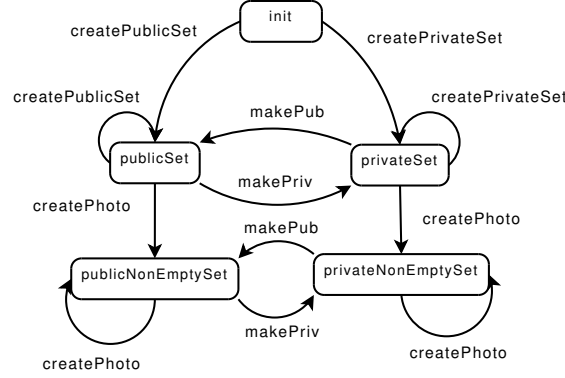 init
createPublicSet
createPrivateSet
createPublicSet
createPrivateSet
makePub
publicSet
privateSet
makePriv
createPhoto
createPhoto
makePub
publicNonEmptySet
privateNonEmptySet
makePriv
createPhoto
createPhoto